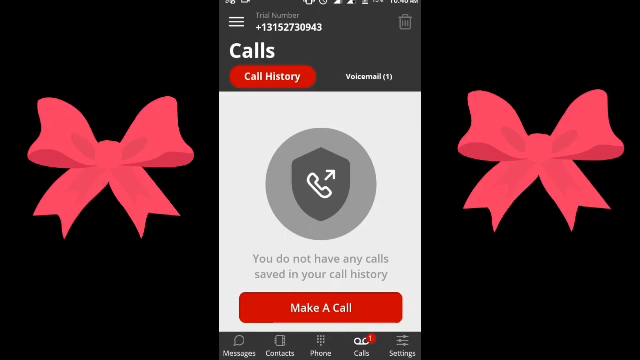 Trial Number
+13152730943
Calls
Call History
Voicemail (1)
You do not have any calls
saved in your call history
Make A Call
1
Messages
Contacts
Phone
Calls
Settings